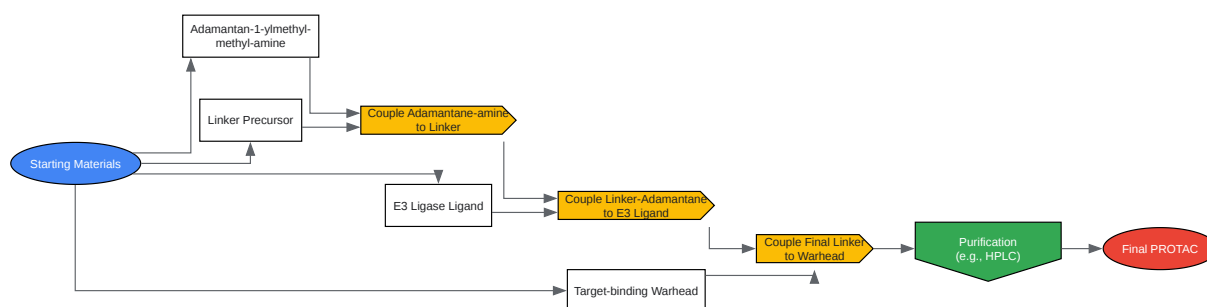 Adamantan-1-ylmethyl-
methyl-amine
Linker Precursor
Couple Adamantane-amine
to Linker
Starting Materials
E3 Ligase Ligand
Couple Linker-Adamantane
to E3 Ligand
Couple Final Linker
to Warhead
Purification
(e.g., HPLC)
Final PROTAC
Target-binding Warhead